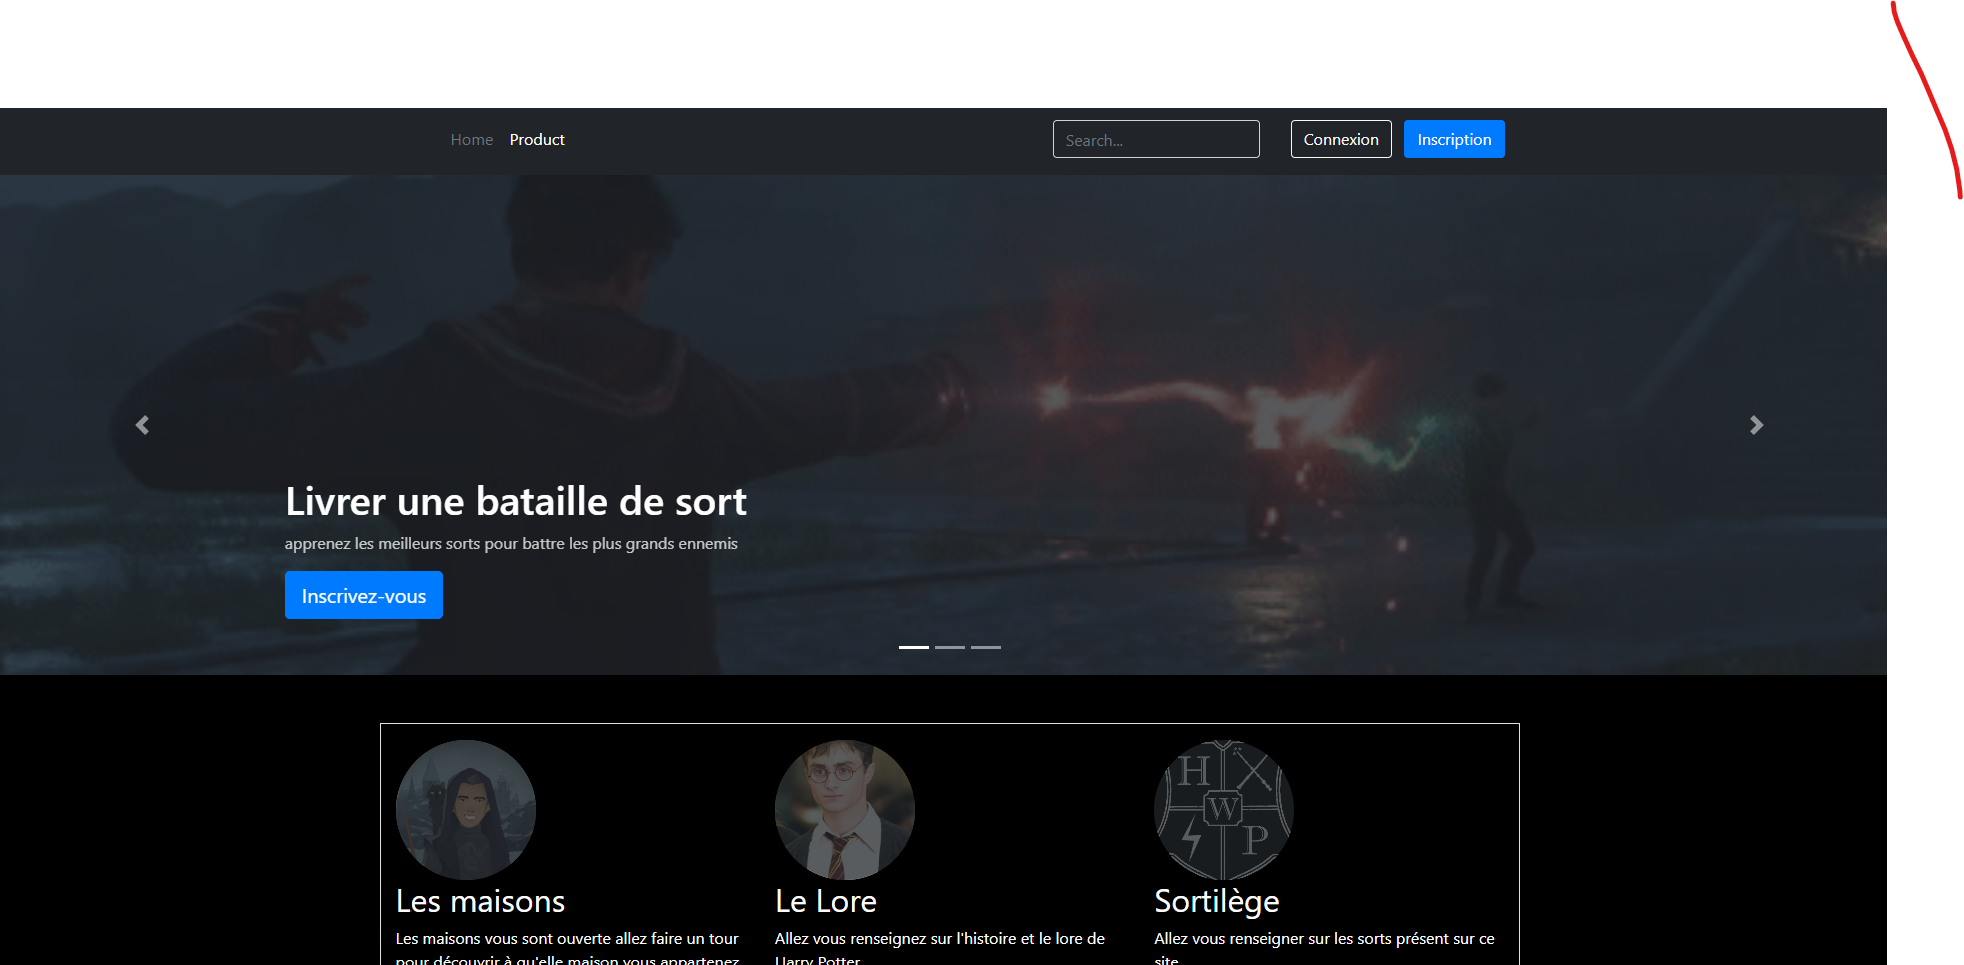 Home Product Search... Connexion Inscription
Livrer une bataille de sort
apprenez les meilleurs sorts pour battre les plus grands ennemis
Inscrivez-vous
H
W
P
Les maisons
Les maisons vous sont ouverte allez faire un tour
pour découvrir à qu'elle maison vous appartenez
Le Lore
Allez vous renseignez sur l'histoire et le lore de
Harry Potter
Sortilège
Allez vous renseigner sur les sorts présent sur ce
site